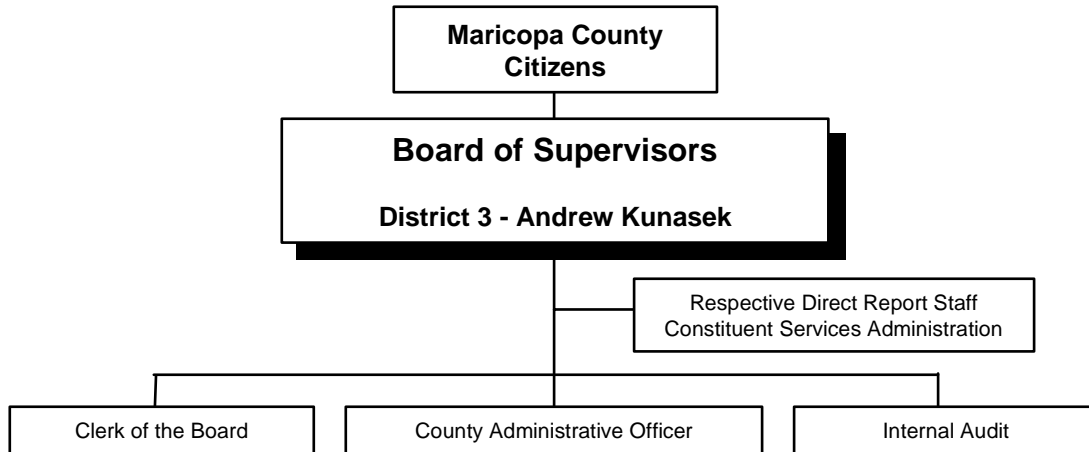 Maricopa County
Citizens
Board of Supervisors
District 3 - Andrew Kunasek
Respective Direct Report Staff
Constituent Services Administration
Clerk of the Board
County Administrative Officer
Internal Audit